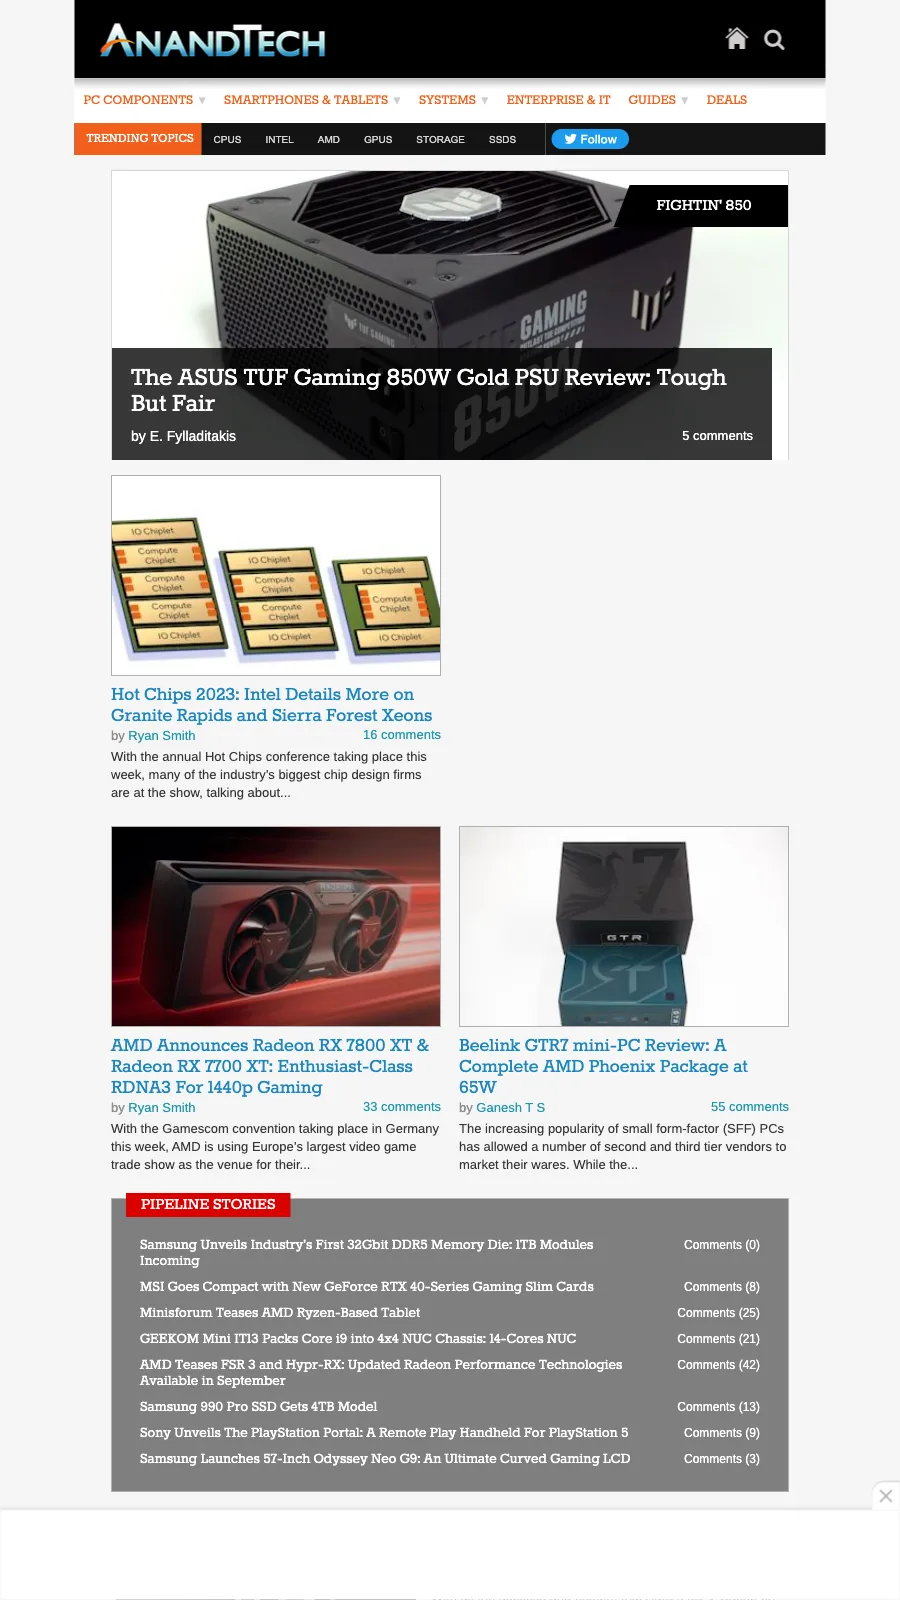 ANANDTECH
PC COMPONENTS ▼ SMARTPHONES & TABLETS ▼ SYSTEMS ▼ ENTERPRISE & IT GUIDES ▼ DEALS
TRENDING TOPICS CPUS INTEL AMD GPUS STORAGE SSDS Follow
FIGHTIN' 850
TUF GAMING
GAMING
850W
The ASUS TUF Gaming 850W Gold PSU Review: Tough
But Fair
by E. Fylladitakis 5 comments
IO Chiplet
Compute
Chiplet
Compute
Chiplet
Compute
Chiplet
IO Chiplet
IO Chiplet
Compute
Chiplet
Compute
Chiplet
IO Chiplet
IO Chiplet
Compute
Chiplet
IO Chiplet
Hot Chips 2023: Intel Details More on
Granite Rapids and Sierra Forest Xeons
by Ryan Smith 16 comments
With the annual Hot Chips conference taking place this
week, many of the industry's biggest chip design firms
are at the show, talking about...
RADEON
7
GTR
AMD Announces Radeon RX 7800 XT &
Radeon RX 7700 XT: Enthusiast-Class
RDNA3 For 1440p Gaming
by Ryan Smith 33 comments
With the Gamescom convention taking place in Germany
this week, AMD is using Europe's largest video game
trade show as the venue for their...
Beelink GTR7 mini-PC Review: A
Complete AMD Phoenix Package at
65W
by Ganesh T S 55 comments
The increasing popularity of small form-factor (SFF) PCs
has allowed a number of second and third tier vendors to
market their wares. While the...
PIPELINE STORIES
Samsung Unveils Industry's First 32Gbit DDR5 Memory Die: 1TB Modules Comments (0)
Incoming
MSI Goes Compact with New GeForce RTX 40-Series Gaming Slim Cards Comments (8)
Minisforum Teases AMD Ryzen-Based Tablet Comments (25)
GEEKOM Mini IT13 Packs Core i9 into 4x4 NUC Chassis: 14-Cores NUC Comments (21)
AMD Teases FSR 3 and Hypr-RX: Updated Radeon Performance Technologies Comments (42)
Available in September
Samsung 990 Pro SSD Gets 4TB Model Comments (13)
Sony Unveils The PlayStation Portal: A Remote Play Handheld For PlayStation 5 Comments (9)
Samsung Launches 57-Inch Odyssey Neo G9: An Ultimate Curved Gaming LCD Comments (3)